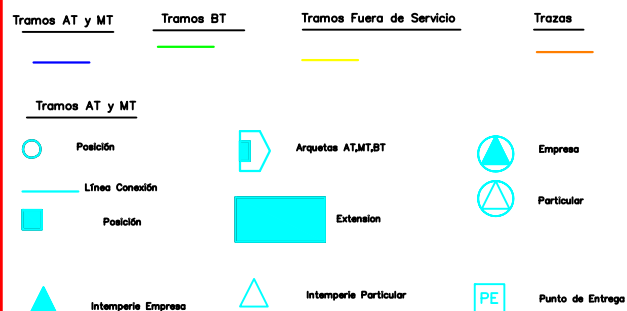 Tramos AT y MT
Tramos BT
Tramos Fuera de Servicio
Trazas
Tramos AT y MT
Posición
Arquetas AT,MT,BT
Empresa
Línea Conexión
Particular
Posición
Extension
Intemperie Empresa
Intemperie Particular
PE
Punto de Entrega